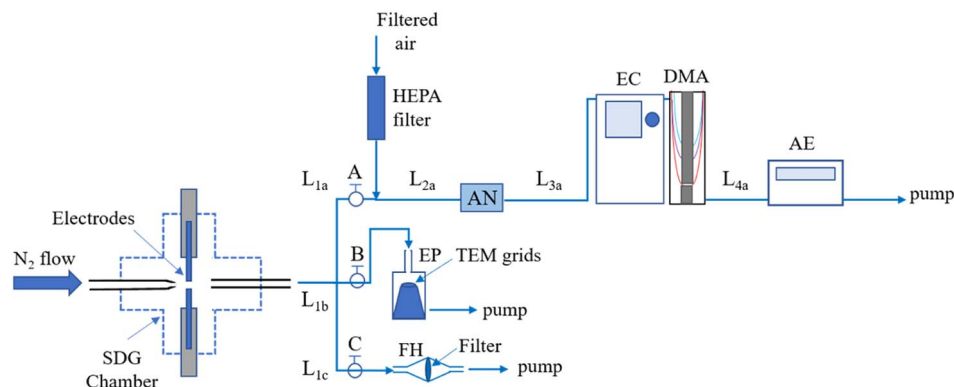 Filtered
air
HEPA
filter
EC
DMA
AE
A
L1a
L2a
AN
L3a
L4a
pump
Electrodes
N2 flow
B
EP
TEM grids
L1b
pump
SDG
Chamber
C
FH
Filter
L1c
pump